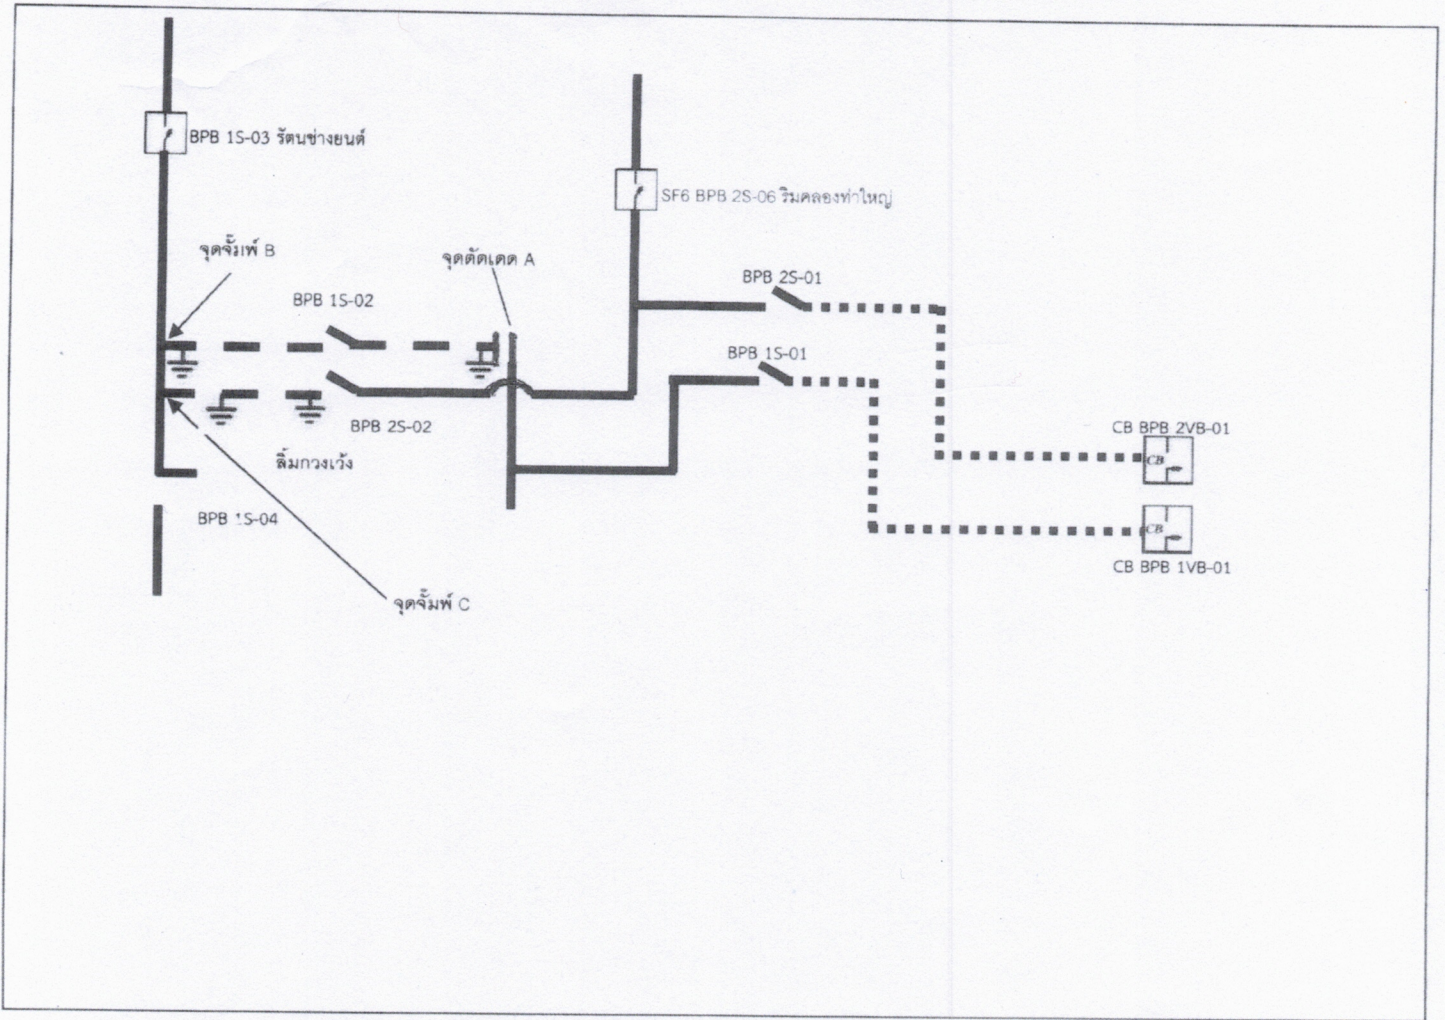 BPB 1S-03 รัตนช่างยนต์
SF6 BPB 2S-06 ริมคลองท่าใหญ่
จุดจั๊มพ์ B
จุดตัดเดด A
BPB 2S-01
BPB 1S-02
BPB 1S-01
BPB 2S-02
CB BPB 2VB-01
CB
ลิ้มกวงเว้ง
BPB 1S-04
CB
CB BPB 1VB-01
จุดจั๊มพ์ C